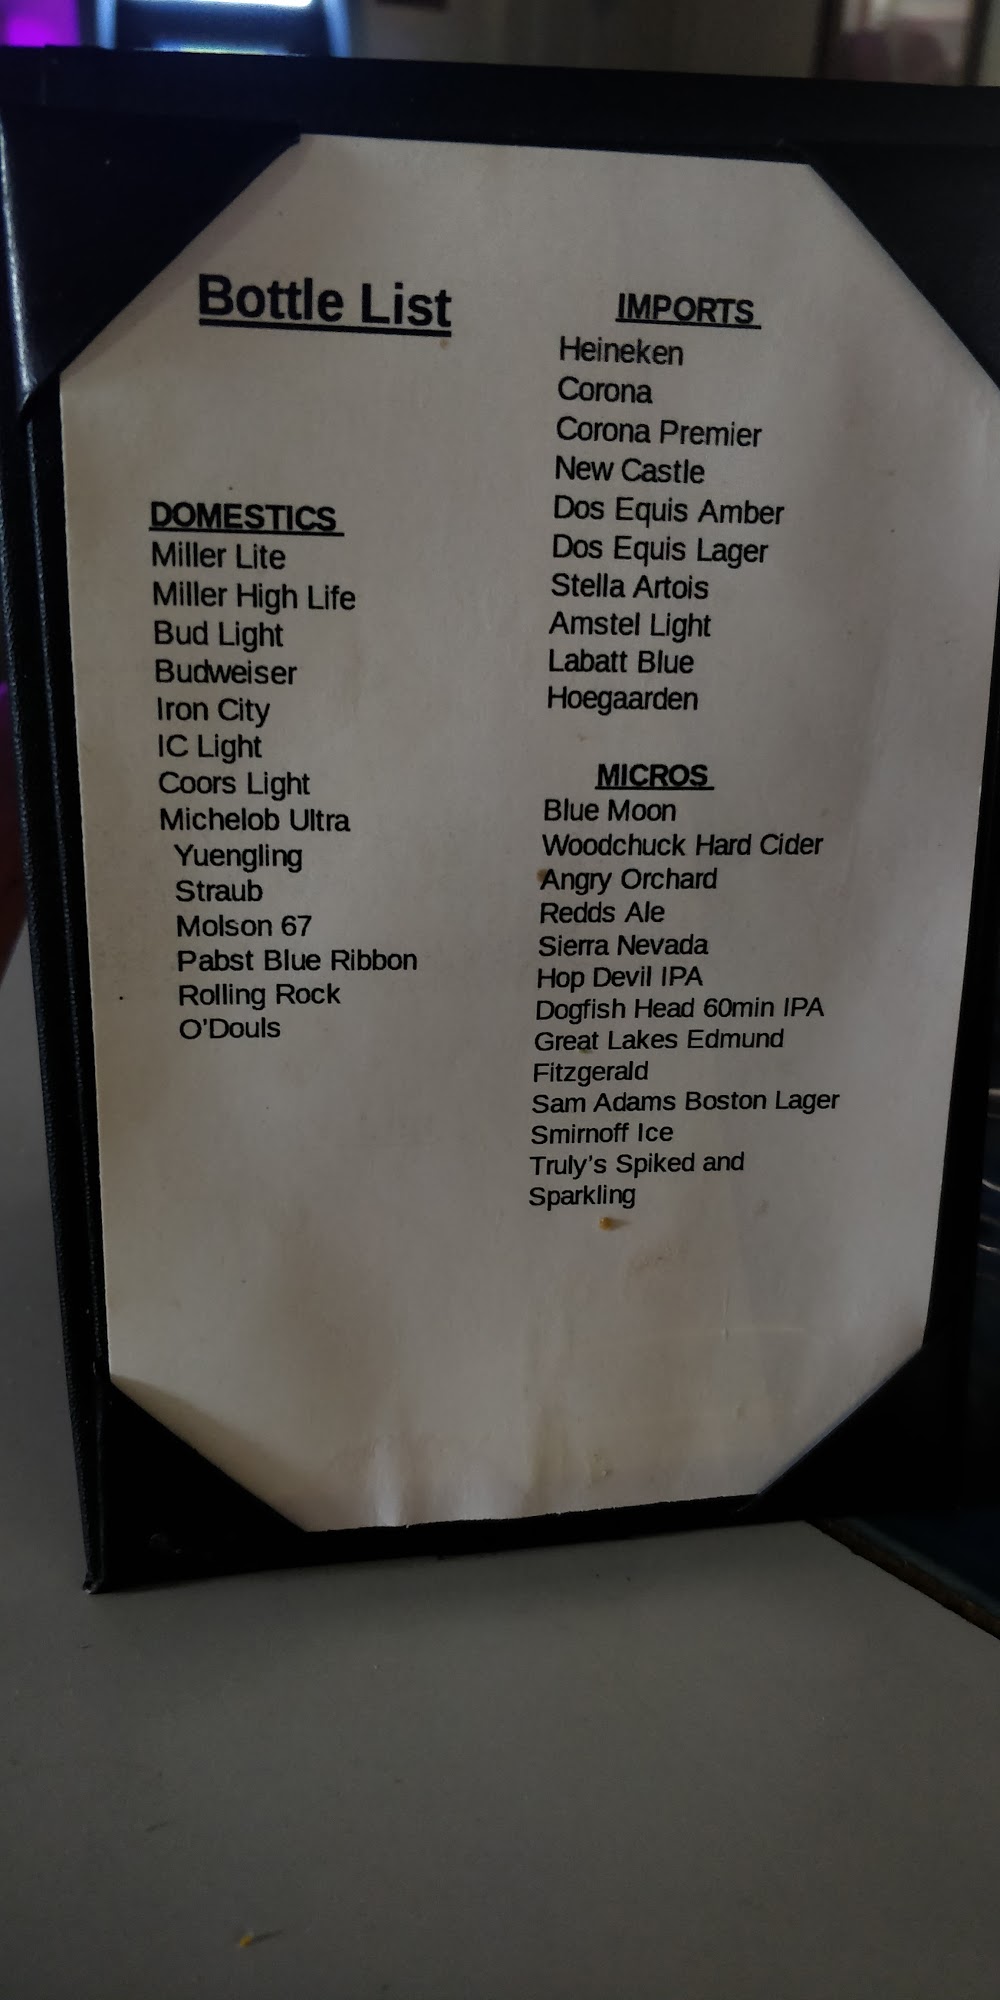 Bottle List
DOMESTICS
Miller Lite
Miller High Life
Bud Light
Budweiser
Iron City
IC Light
Coors Light
Michelob Ultra
Yuengling
Straub
Molson 67
Pabst Blue Ribbon
Rolling Rock
O'Douls
IMPORTS
Heineken
Corona
Corona Premier
New Castle
Dos Equis Amber
Dos Equis Lager
Stella Artois
Amstel Light
Labatt Blue
Hoegaarden
MICROS
Blue Moon
Woodchuck Hard Cider
Angry Orchard
Redds Ale
Sierra Nevada
Hop Devil IPA
Dogfish Head 60min IPA
Great Lakes Edmund
Fitzgerald
Sam Adams Boston Lager
Smirnoff Ice
Truly's Spiked and
Sparkling